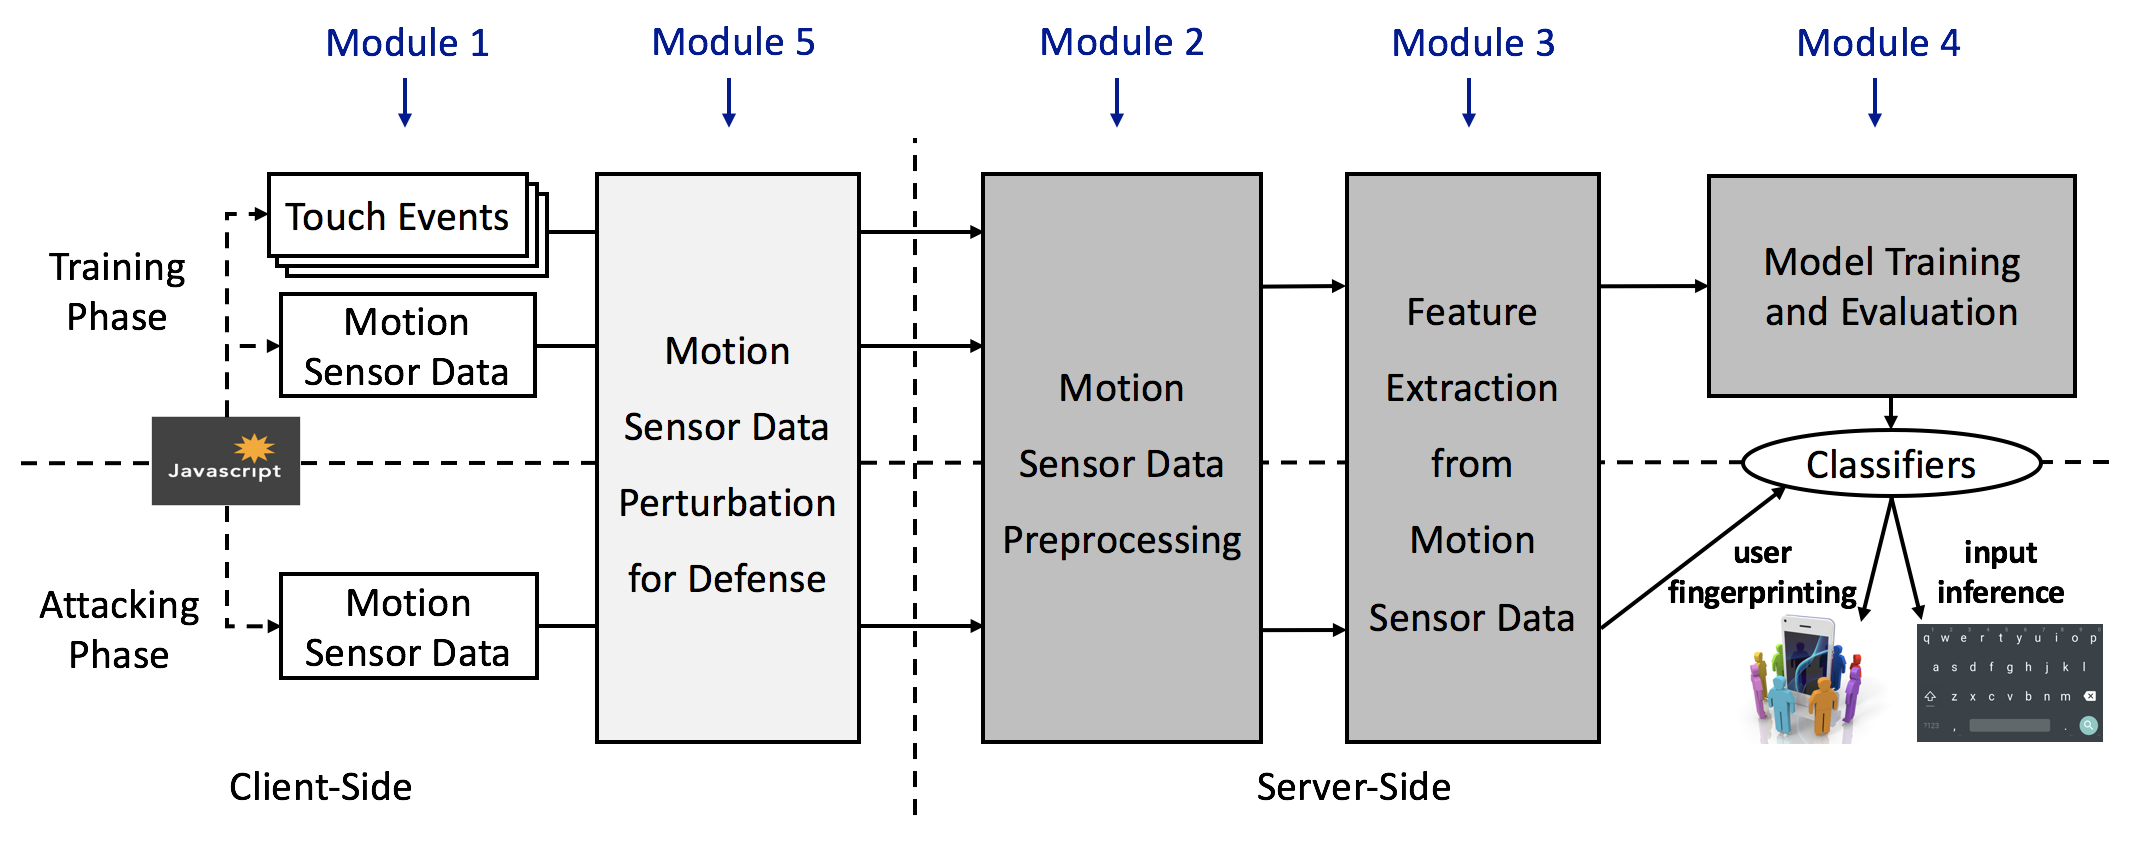 Module 1
Module 5
Module 2
Module 3
Module 4
Training
Phase
Touch Events
Motion
Sensor Data
Javascript
Attacking
Phase
Motion
Sensor Data
Motion
Sensor Data
Perturbation
for Defense
Motion
Sensor Data
Preprocessing
Feature
Extraction
from
Motion
Sensor Data
Model Training
and Evaluation
Classifiers
user
fingerprinting
input
inference
q w e r t y u i o p
a s d f g h j k l
z x c v b n m
?123 , .
Client-Side
Server-Side